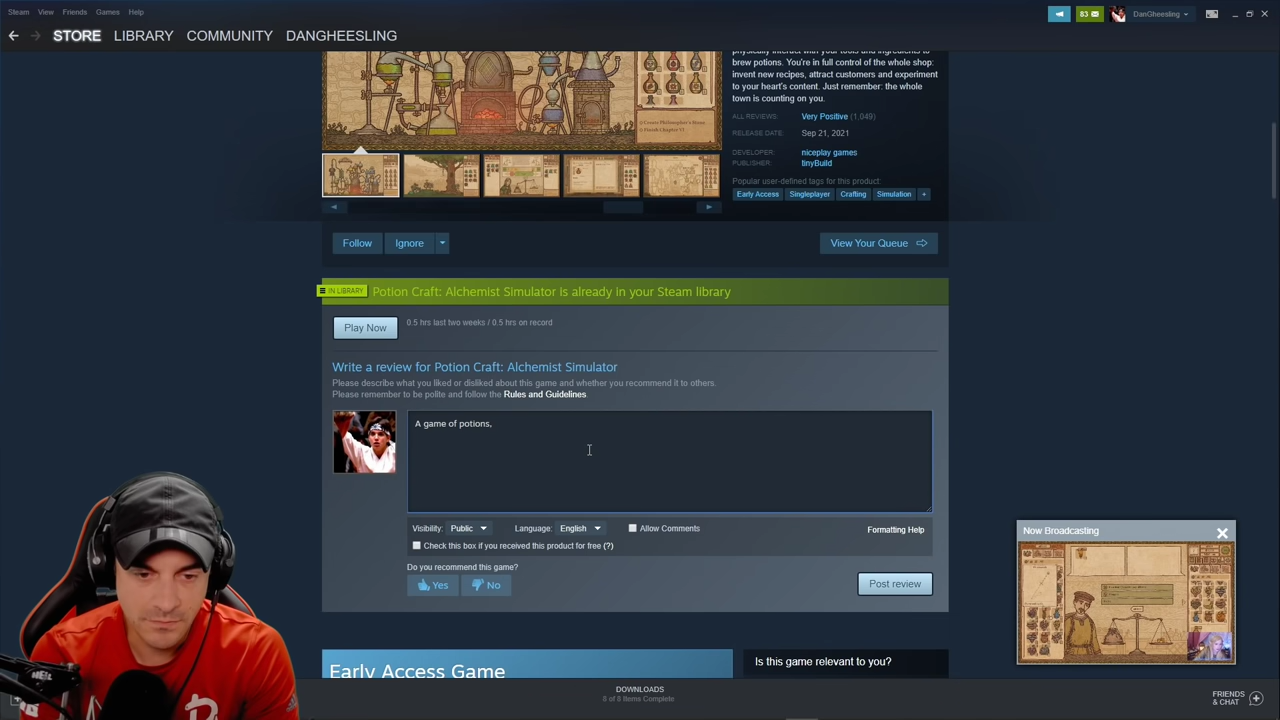 Steam View Friends Games Help
83
DanGheesling
STORE LIBRARY COMMUNITY DANGHEESLING
physically interact with your tools and ingredients to
brew potions. You're in full control of the whole shop:
invent new recipes, attract customers and experiment
to your heart's content. Just remember: the whole
town is counting on you.
ALL REVIEWS: Very Positive (1,049)
RELEASE DATE: Sep 21, 2021
DEVELOPER: niceplay games
PUBLISHER: tinyBuild
Popular user-defined tags for this product:
Early Access Singleplayer Crafting Simulation +
Follow Ignore
View Your Queue
IN LIBRARY
Potion Craft: Alchemist Simulator is already in your Steam library
Play Now
0.5 hrs last two weeks / 0.5 hrs on record
Write a review for Potion Craft: Alchemist Simulator
Please describe what you liked or disliked about this game and whether you recommend it to others.
Please remember to be polite and follow the Rules and Guidelines
A game of potions,
Visibility: Public Language: English Allow Comments Formatting Help
Check this box if you received this product for free (?)
Do you recommend this game?
Yes No
Post review
Now Broadcasting
Early Access Game
Is this game relevant to you?
DOWNLOADS
8 of 8 Items Complete
FRIENDS
& CHAT